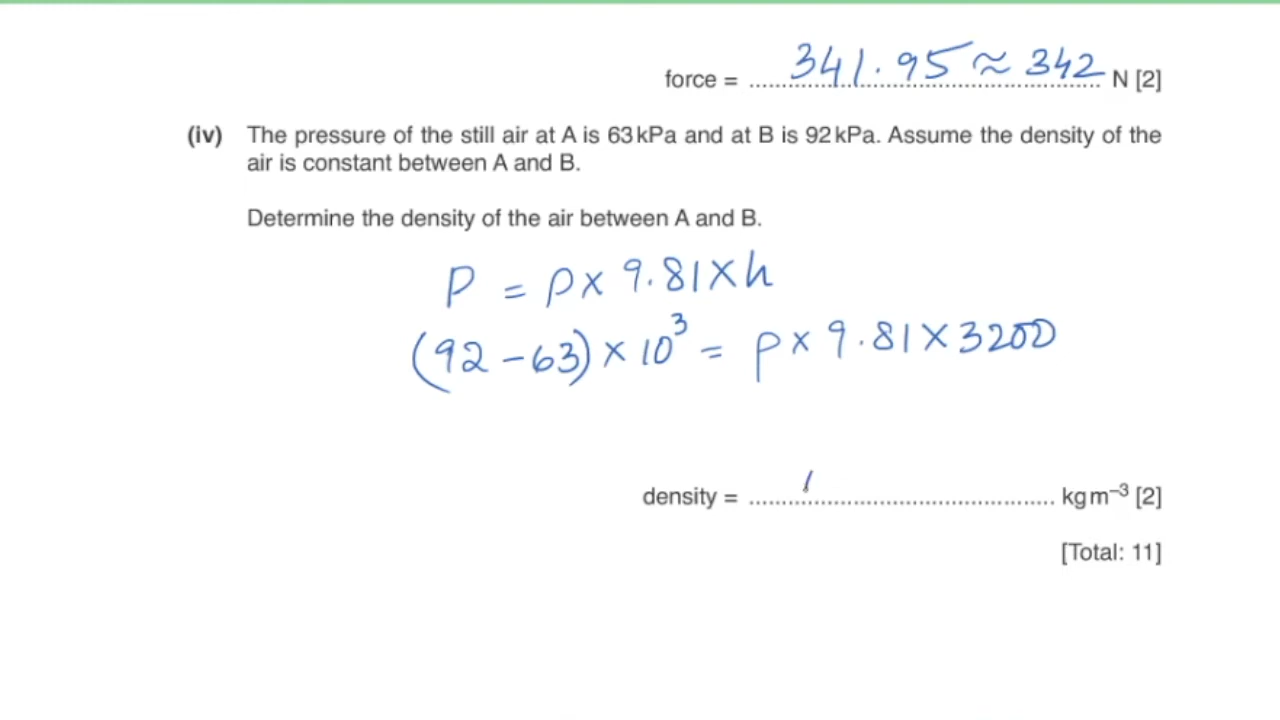 force = 341.95 ≈ 342 N [2]
(iv) The pressure of the still air at A is 63 kPa and at B is 92 kPa. Assume the density of the
air is constant between A and B.
Determine the density of the air between A and B.
P = ρ × 9.81 × h
(92 − 63) × 10³ = ρ × 9.81 × 3200
density = ........ kg m⁻³ [2]
[Total: 11]